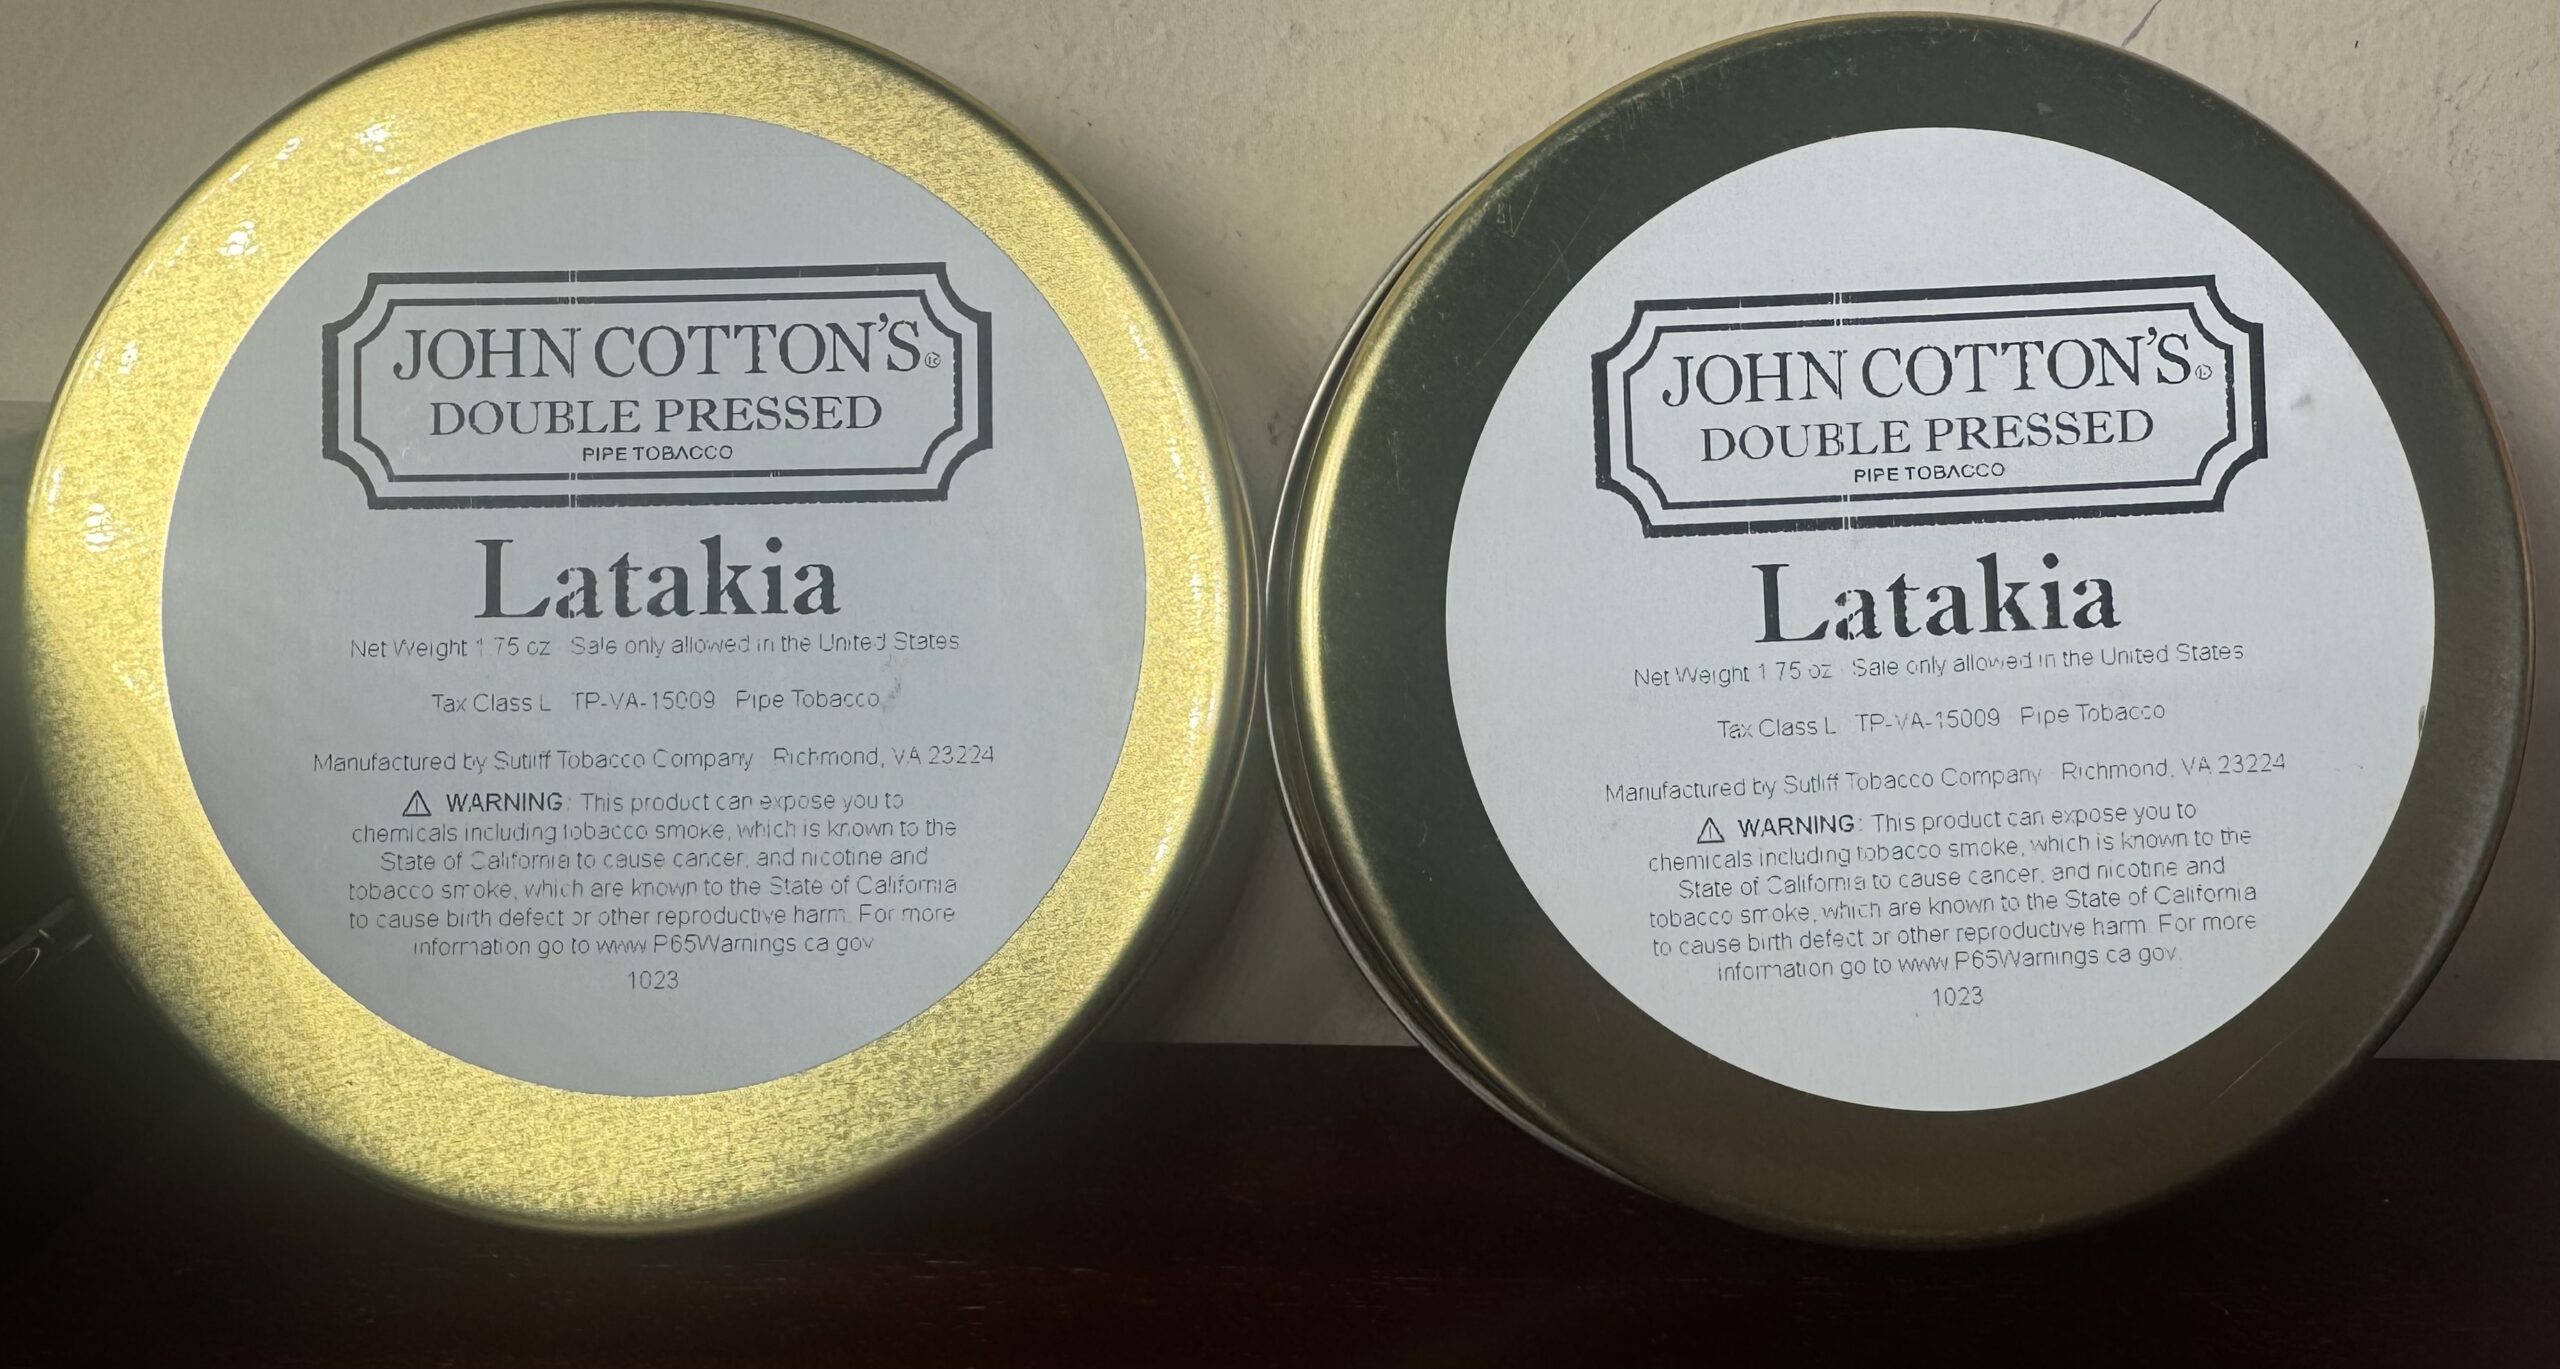 JOHN COTTON'S®
DOUBLE PRESSED
PIPE TOBACCO
Latakia
Net Weight 1.75 oz Sale only allowed in the United States
Tax Class L TP-VA-15009 Pipe Tobacco
Manufactured by Sutliff Tobacco Company Richmond, VA 23224
⚠ WARNING: This product can expose you to
chemicals including tobacco smoke, which is known to the
State of California to cause cancer, and nicotine and
tobacco smoke, which are known to the State of California
to cause birth defect or other reproductive harm. For more
information go to www.P65Warnings.ca.gov
1023
JOHN COTTON'S®
DOUBLE PRESSED
PIPE TOBACCO
Latakia
Net Weight 1.75 oz Sale only allowed in the United States
Tax Class L TP-VA-15009 Pipe Tobacco
Manufactured by Sutliff Tobacco Company Richmond, VA 23224
⚠ WARNING: This product can expose you to
chemicals including tobacco smoke, which is known to the
State of California to cause cancer, and nicotine and
tobacco smoke, which are known to the State of California
to cause birth defect or other reproductive harm. For more
information go to www.P65Warnings.ca.gov.
1023